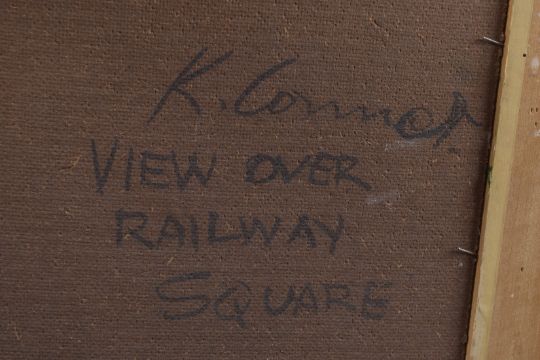 K. Connor
VIEW OVER
RAILWAY
SQUARE